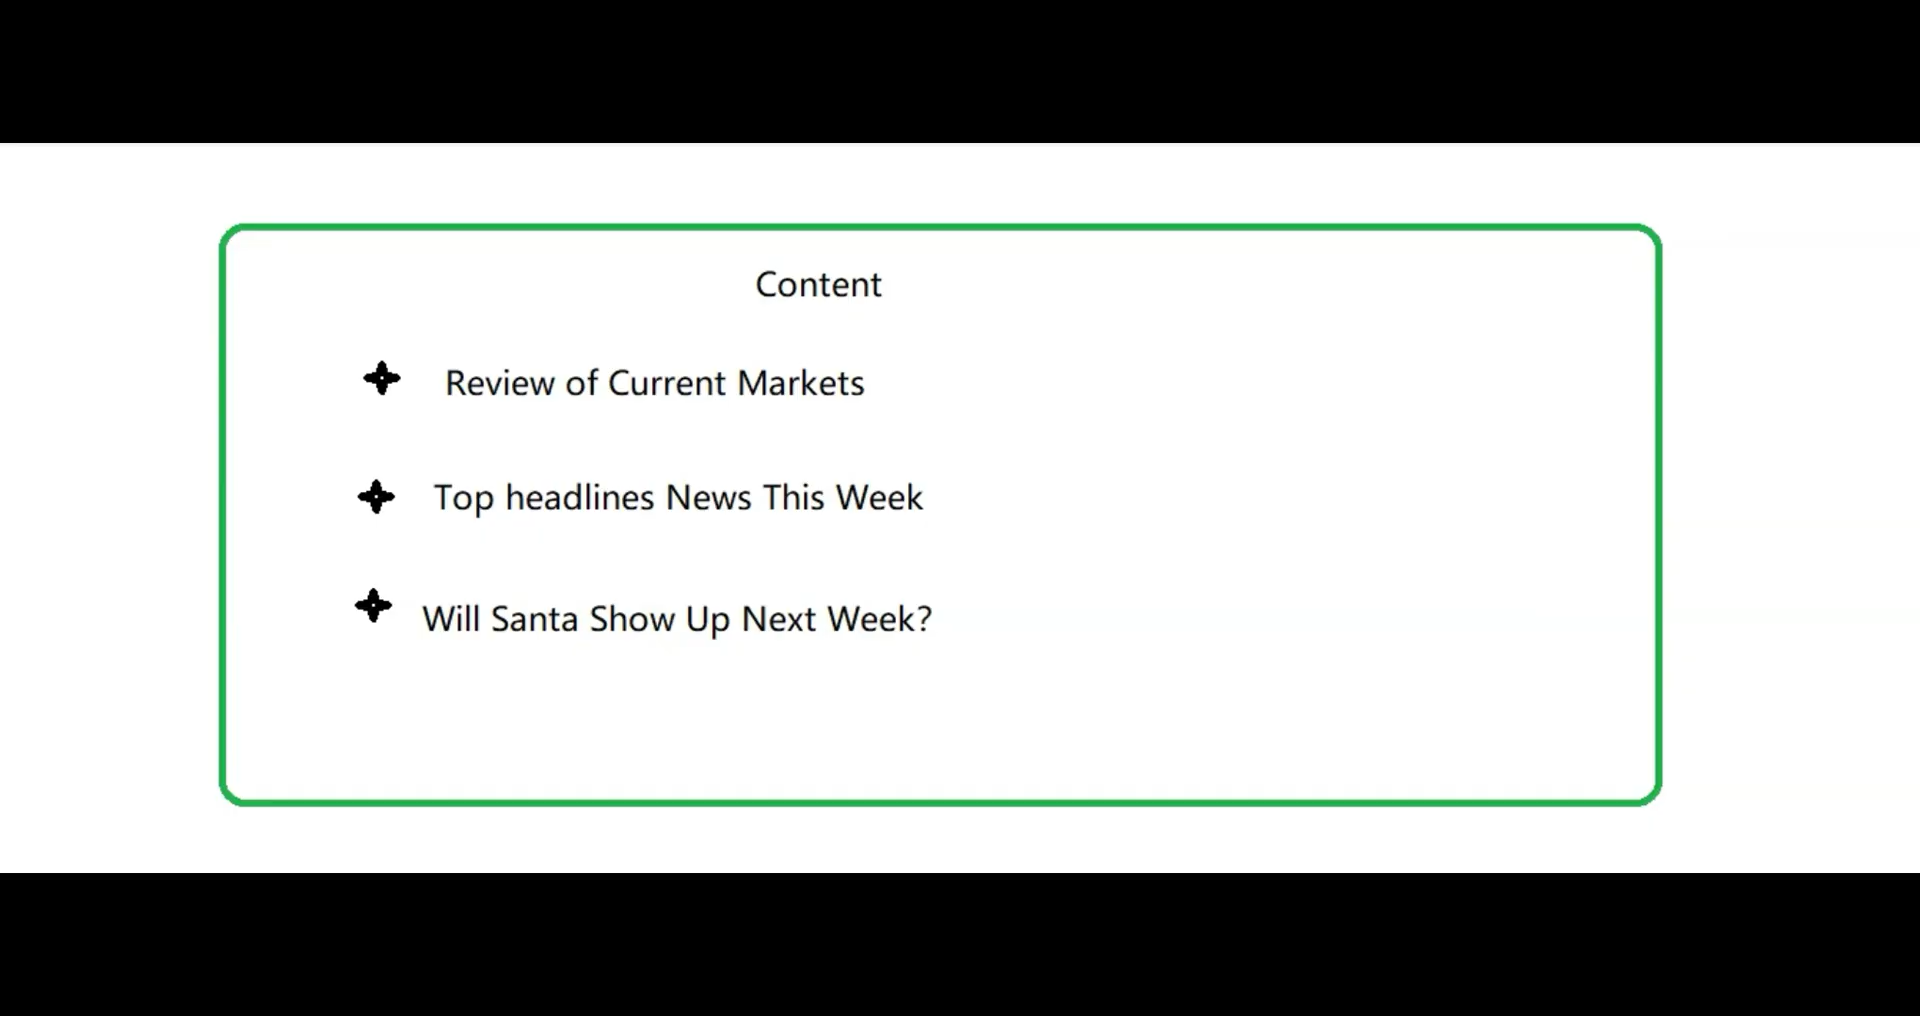 Content
Review of Current Markets
Top headlines News This Week
Will Santa Show Up Next Week?